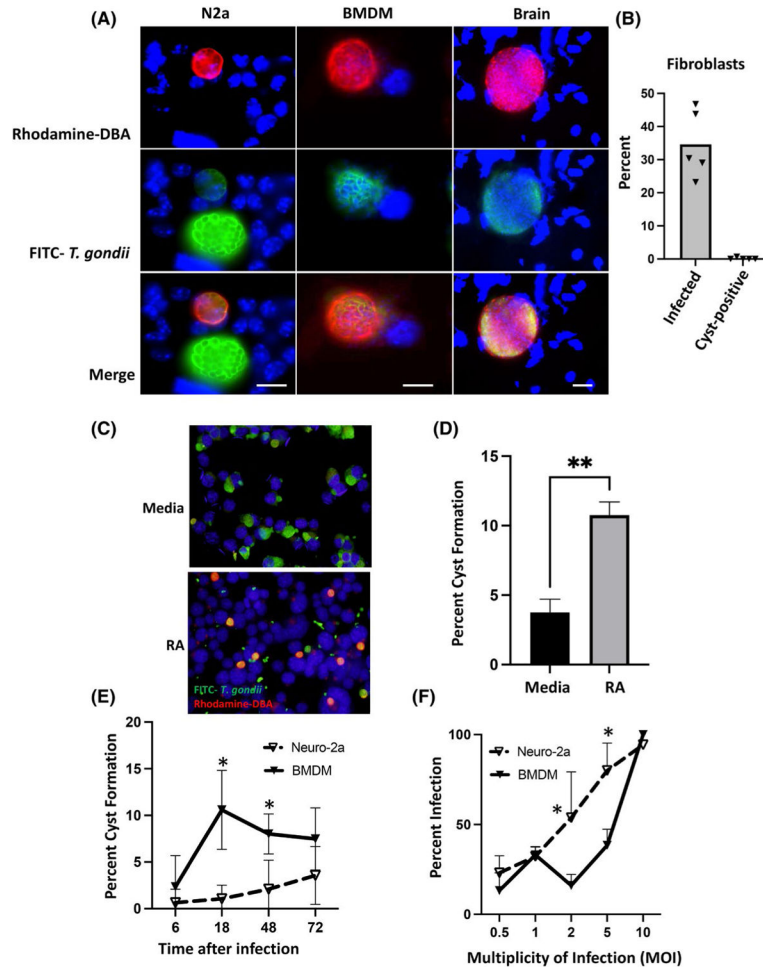 (A)
N2a
BMDM
Brain
Rhodamine-DBA
FITC- T. gondii
Merge
(B)
Fibroblasts
Percent
50
40
30
20
10
0
Infected
Cyst-positive
(C)
Media
RA
FITC- T. gondii
Rhodamine-DBA
(D)
Percent Cyst Formation
15
10
5
0
**
Media
RA
(E)
Percent Cyst Formation
20
15
10
5
0
Neuro-2a
BMDM
*
*
6
18
48
72
Time after infection
(F)
Percent Infection
100
50
0
Neuro-2a
BMDM
*
*
0.5
1
2
5
10
Multiplicity of Infection (MOI)